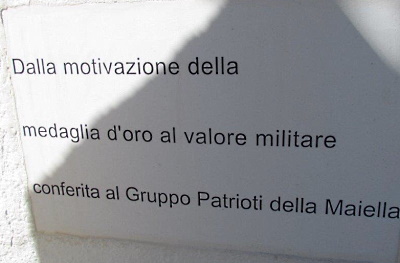 Dalla motivazione della
medaglia d'oro al valore militare
conferita al Gruppo Patrioti della Maiella